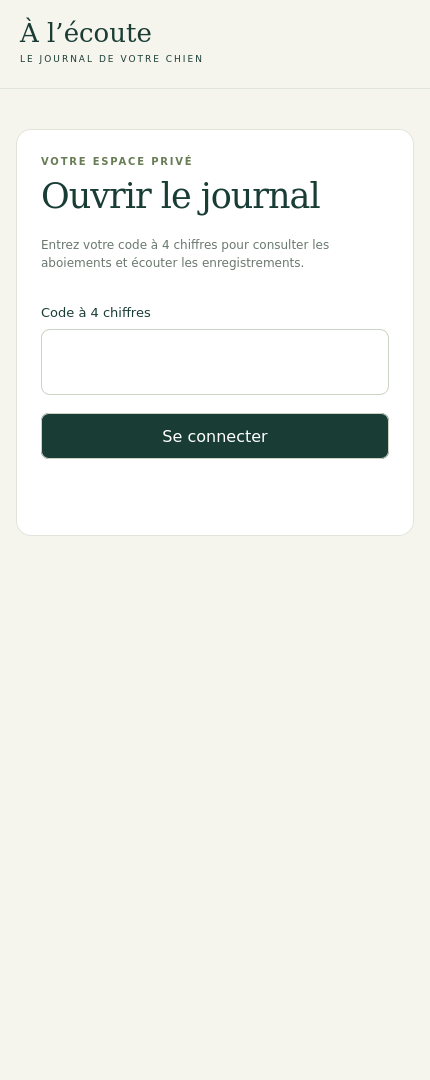 À l’écoute
LE JOURNAL DE VOTRE CHIEN
VOTRE ESPACE PRIVÉ
Ouvrir le journal
Entrez votre code à 4 chiffres pour consulter les
aboiements et écouter les enregistrements.
Code à 4 chiffres
Se connecter